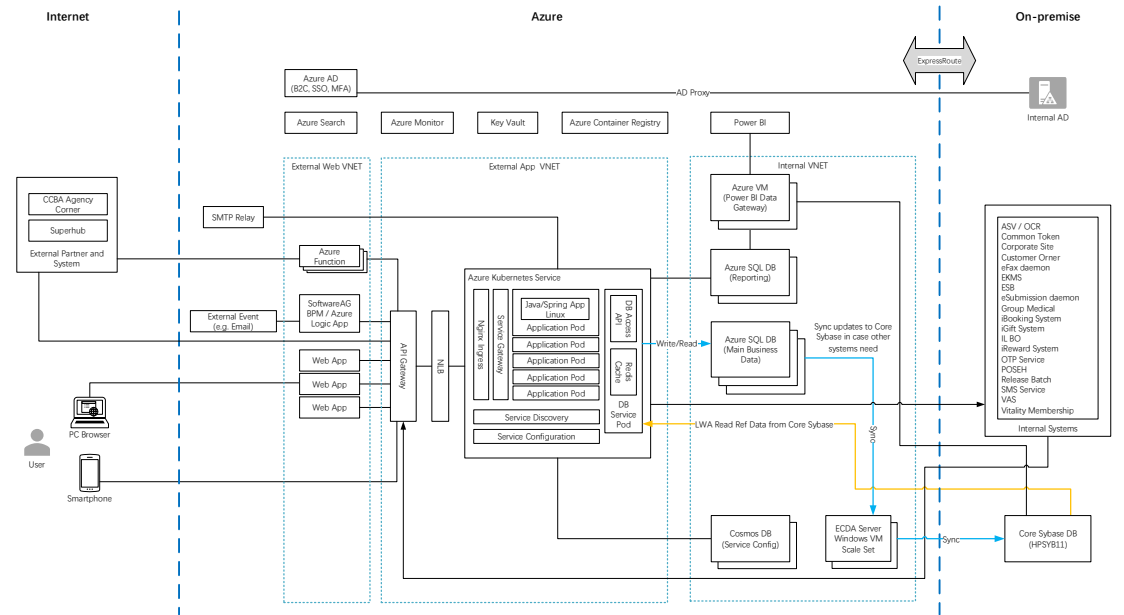 Internet
Azure
On-premise
ExpressRoute
Azure AD
(B2C, SSO, MFA)
AD Proxy
Internal AD
Azure Search
Azure Monitor
Key Vault
Azure Container Registry
Power BI
External Web VNET
External App VNET
Internal VNET
CCBA Agency
Corner
Superhub
External Partner and
System
SMTP Relay
Azure
Function
SoftwareAG
BPM / Azure
Logic App
External Event
(e.g. Email)
Web App
Web App
Web App
API Gateway
NLB
PC Browser
User
Smartphone
Azure Kubernetes Service
Nginx Ingress
Service Gateway
Java/Spring App
Linux
Application Pod
Application Pod
Application Pod
Application Pod
Application Pod
Service Discovery
Service Configuration
DB Access
API
Redis
Cache
DB
Service
Pod
Azure VM
(Power BI Data
Gateway)
Azure SQL DB
(Reporting)
Write/Read
Azure SQL DB
(Main Business
Data)
Sync updates to Core
Sybase in case other
systems need
LWA Read Ref Data from Core Sybase
Sync
Cosmos DB
(Service Config)
ECDA Server
Windows VM
Scale Set
Sync
Core Sybase DB
(HPSYB11)
ASV / OCR
Common Token
Corporate Site
Customer Orner
eFax daemon
EKMS
ESB
eSubmission daemon
Group Medical
iBooking System
iGift System
IL BO
iReward System
OTP Service
POSEH
Release Batch
SMS Service
VAS
Vitality Membership
Internal Systems